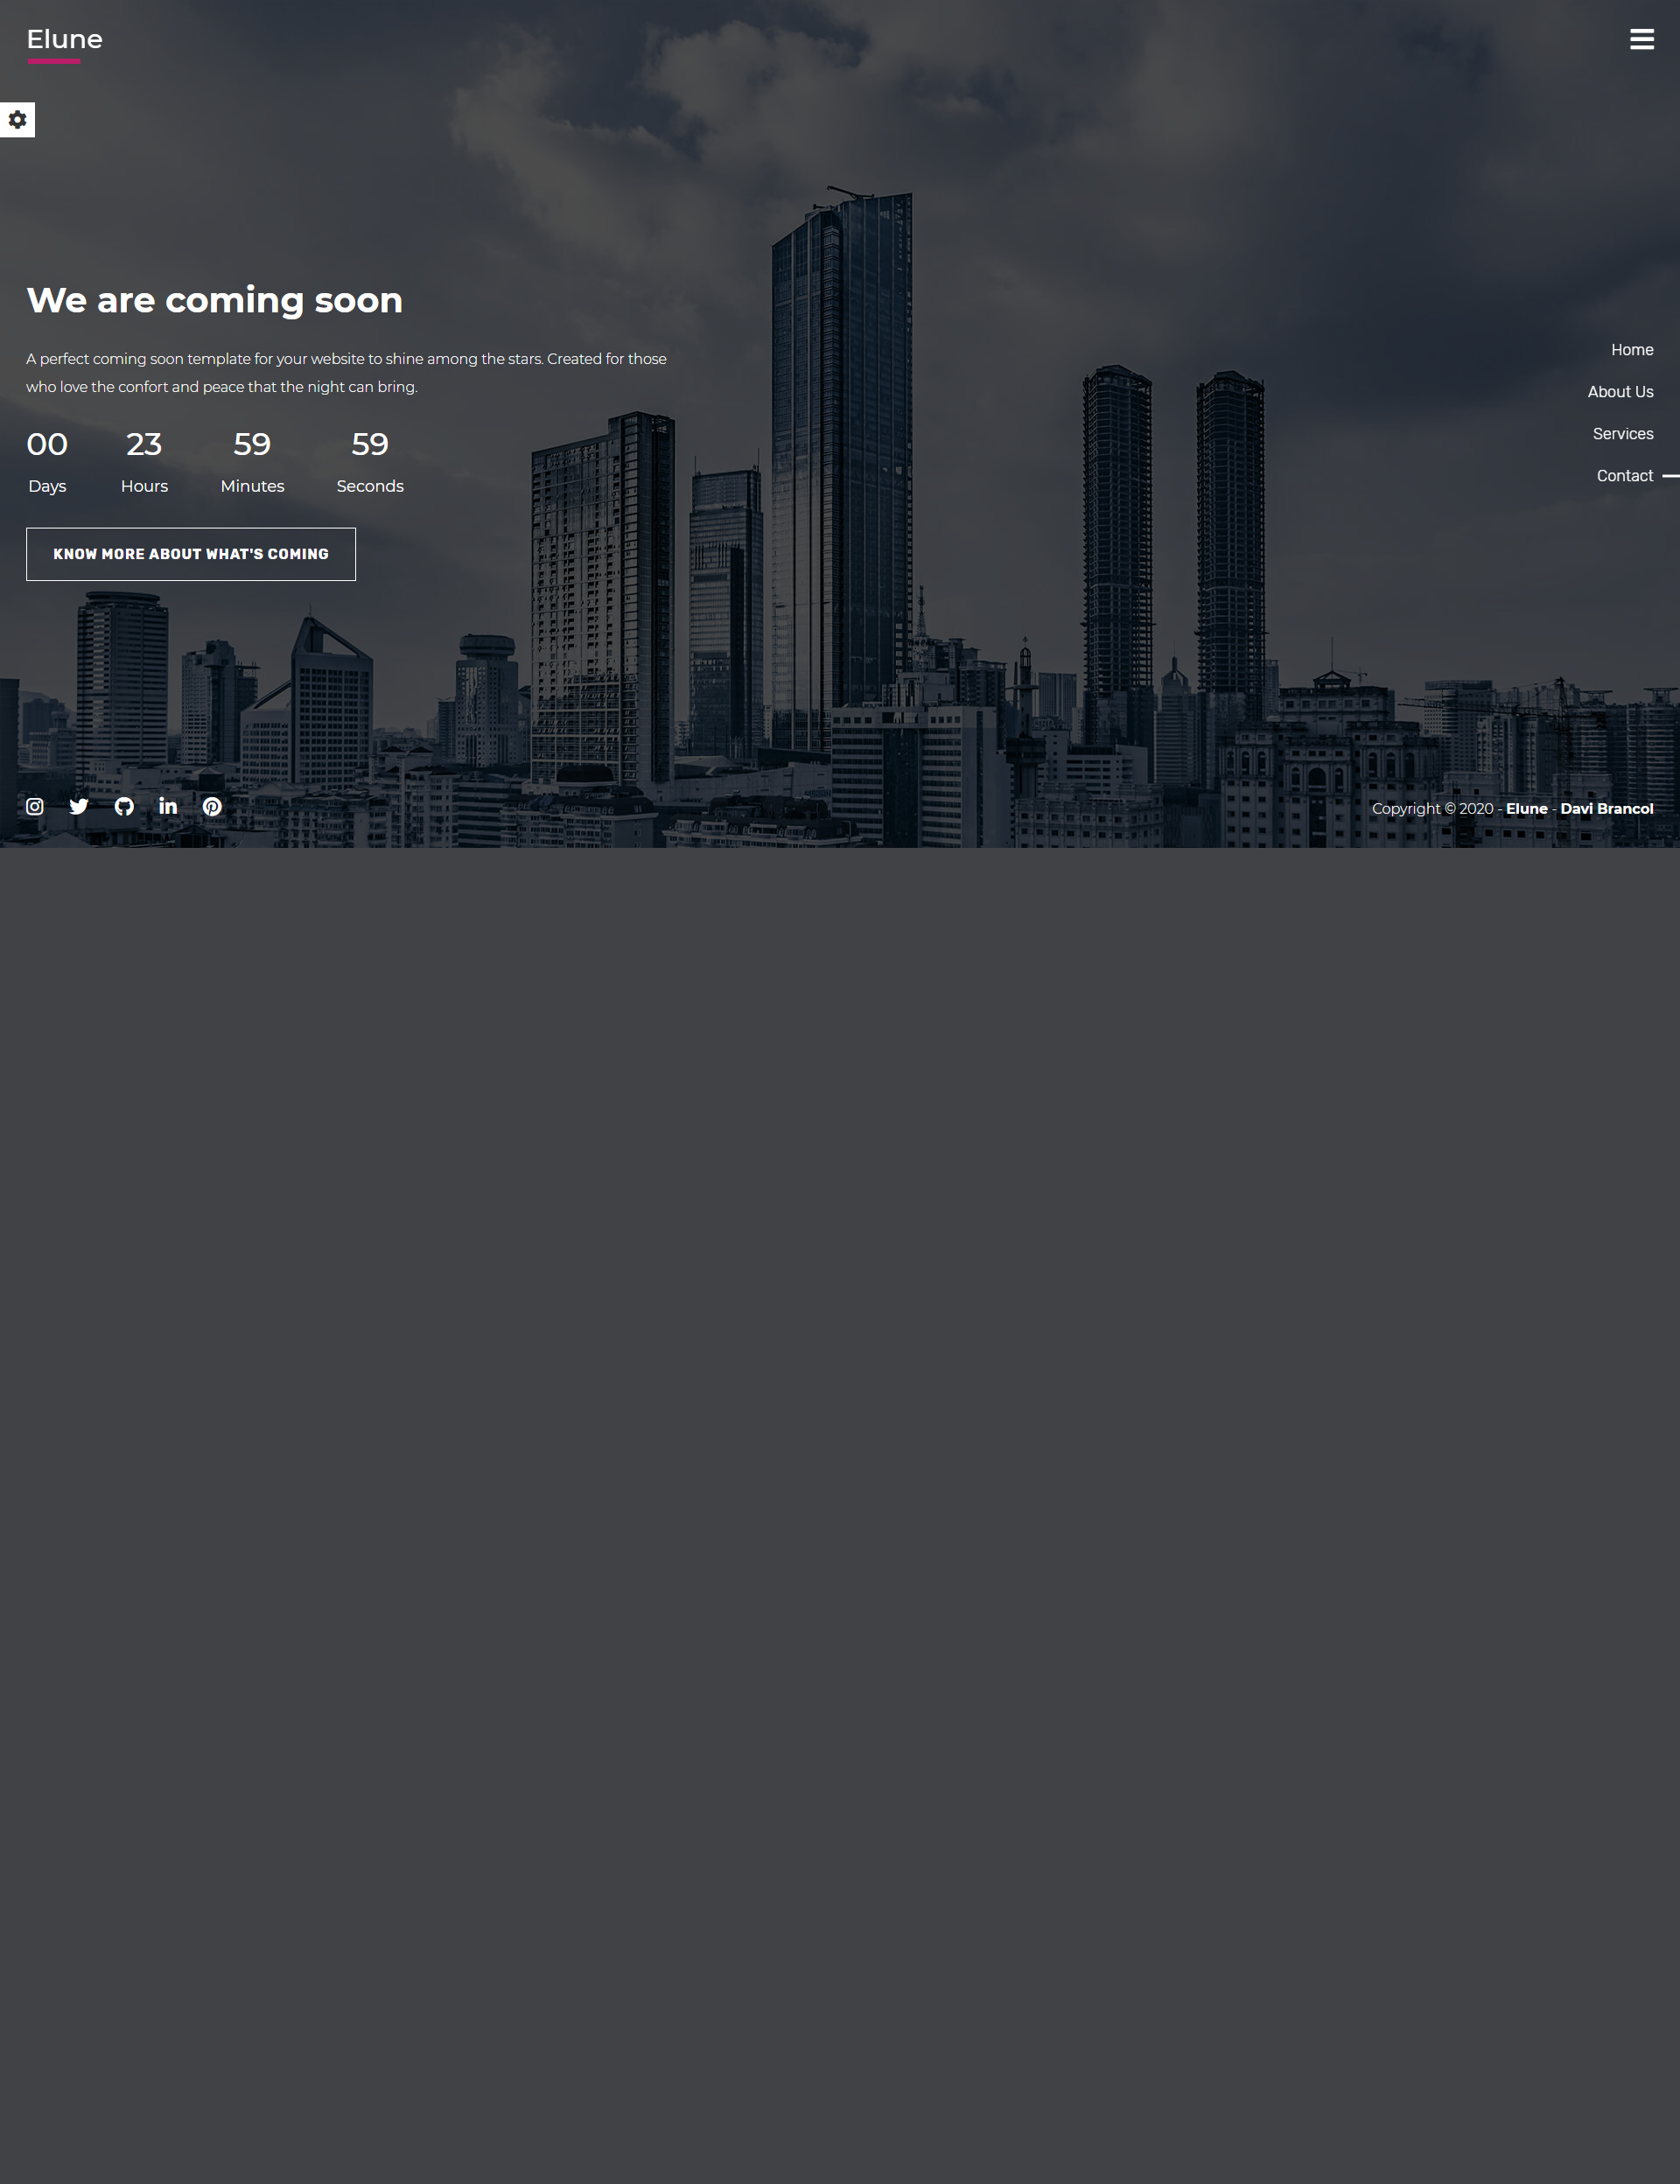 Elune
We are coming soon
A perfect coming soon template for your website to shine among the stars. Created for those
who love the confort and peace that the night can bring.
00 23 59 59
Days Hours Minutes Seconds
KNOW MORE ABOUT WHAT'S COMING
Home
About Us
Services
Contact
Copyright © 2020 - Elune - Davi Brancol